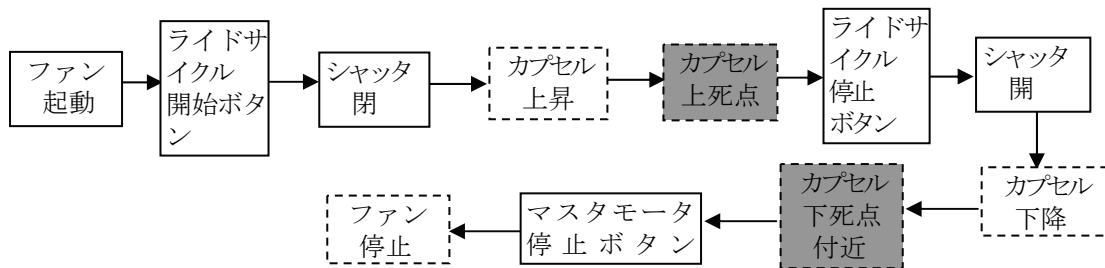 ファン
起動
ライドサ
イクル
開始ボタ
ン
シャッタ
閉
カプセル
上昇
カプセル
上死点
ライドサ
イクル
停止
ボタン
シャッタ
開
カプセル
下降
カプセル
下死点
付近
マスタモータ
停止ボタン
ファン
停止